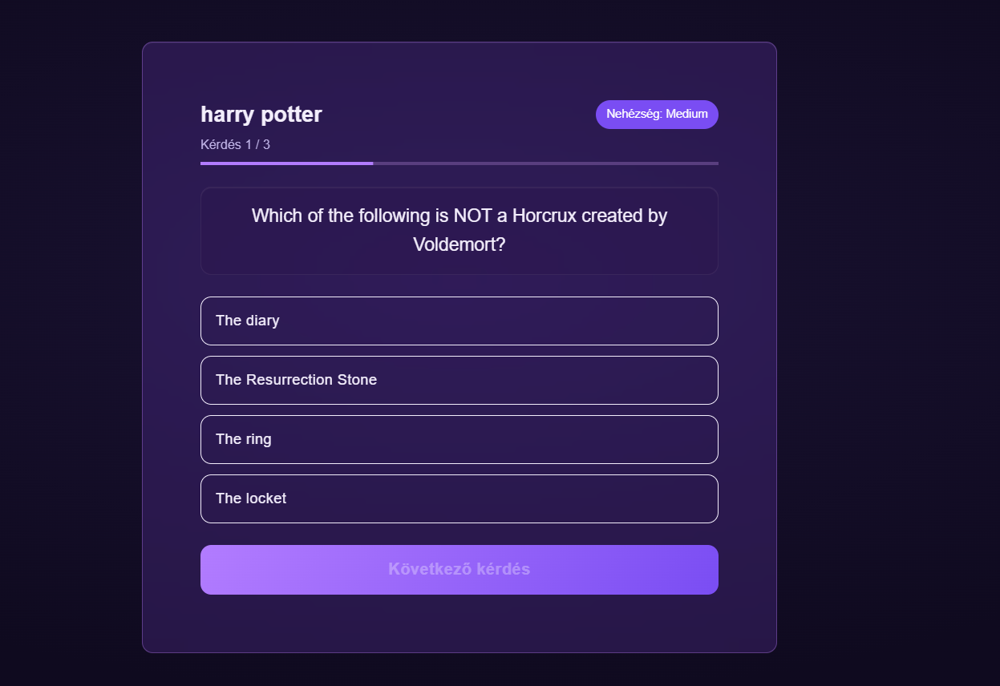 harry potter
Nehézség: Medium
Kérdés 1 / 3
Which of the following is NOT a Horcrux created by
Voldemort?
The diary
The Resurrection Stone
The ring
The locket
Következő kérdés